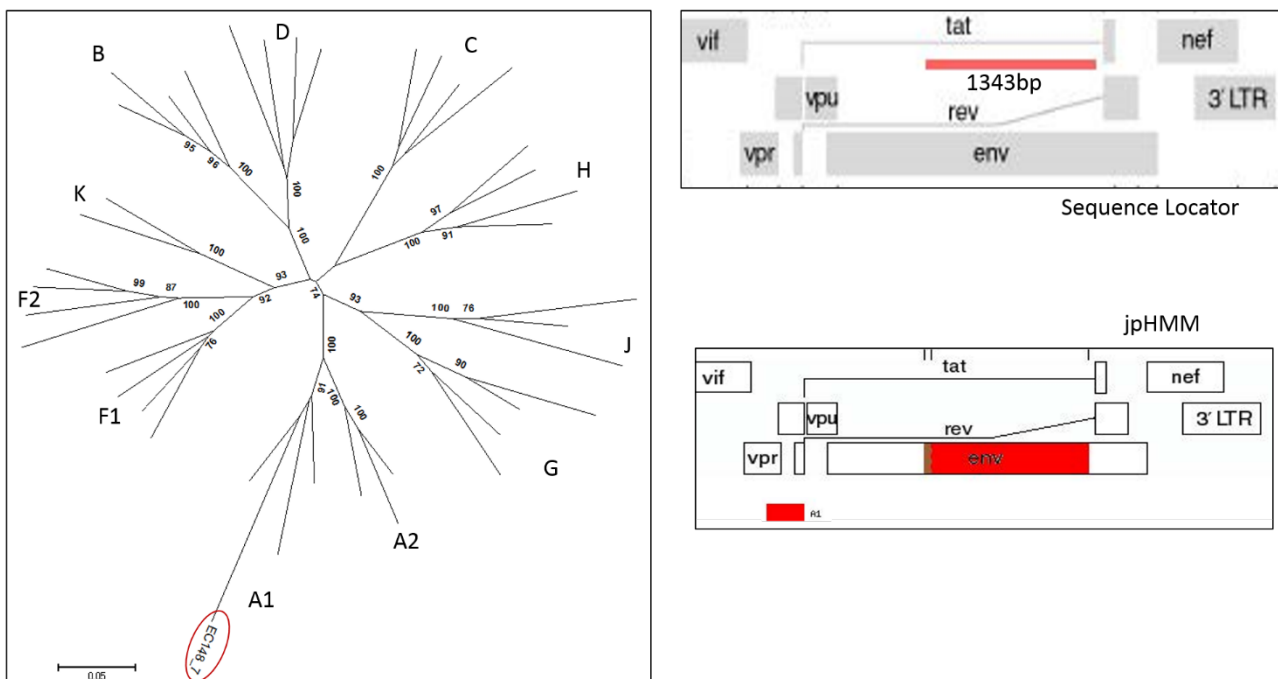 B
D
C
95
96
100
100
100
100
K
100
H
97
91
100
93
74
99
87
100
92
F2
100
76
F1
93
100
76
J
100
90
72
G
100
91
100
100
A2
A1
EC148_7
0.05
vif
tat
nef
1343bp
vpu
rev
3' LTR
vpr
env
Sequence Locator
jpHMM
vif
tat
nef
vpu
rev
3' LTR
vpr
env
A1